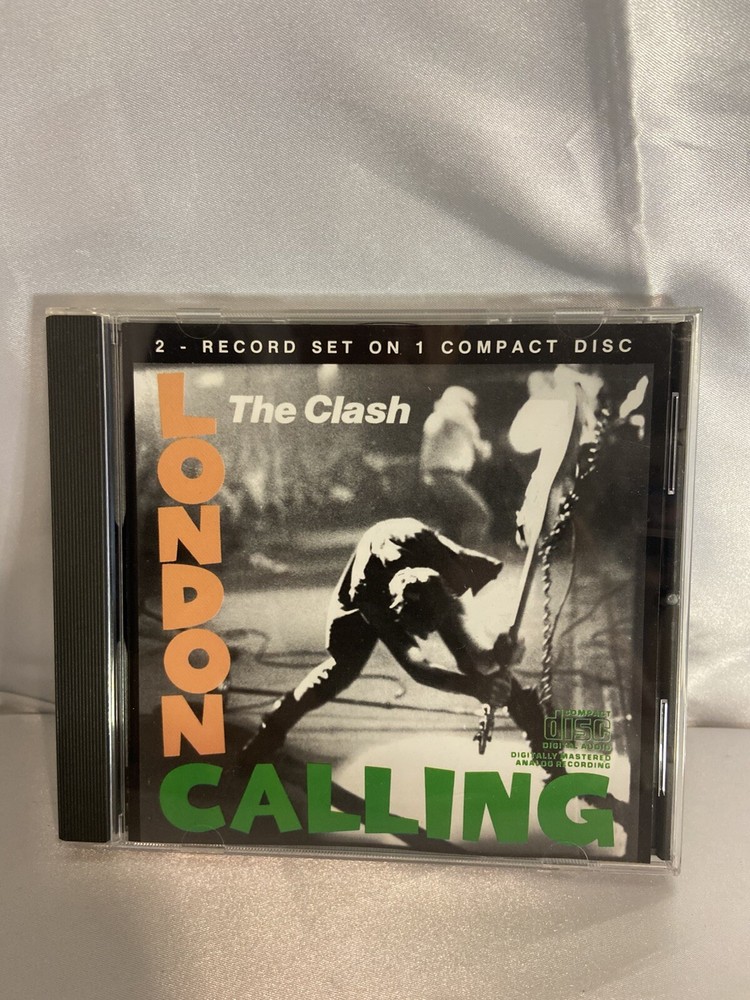 2 - RECORD SET ON 1 COMPACT DISC
The Clash
LONDON
CALLING
COMPACT
disc
DIGITAL AUDIO
DIGITALLY MASTERED
ANALOG RECORDING